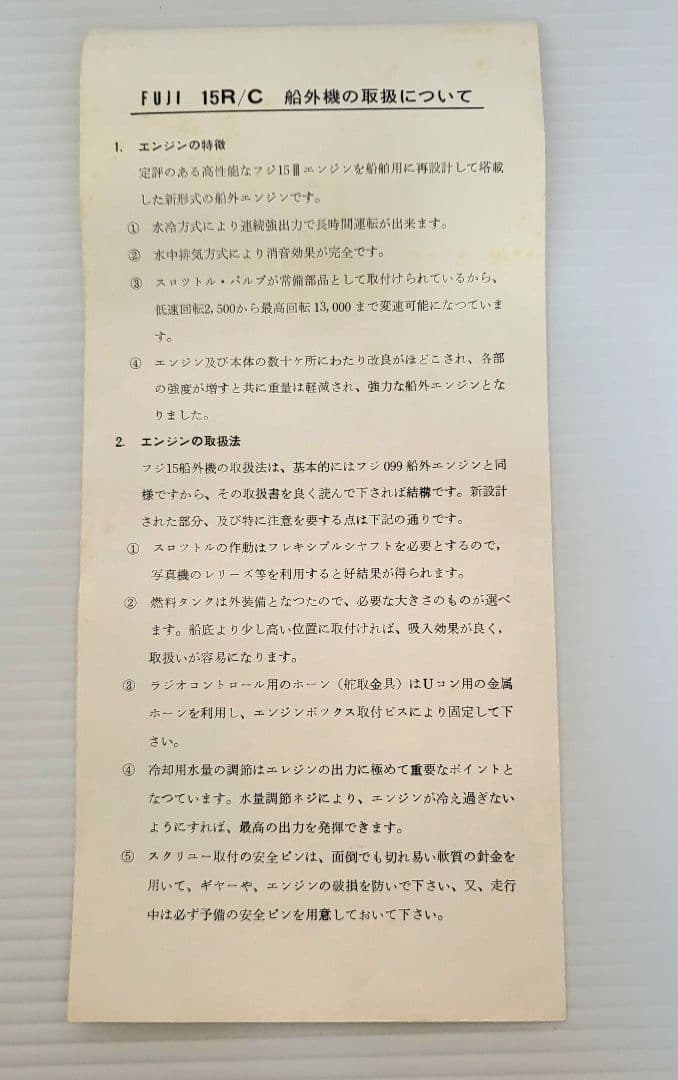 FUJI 15R/C 船外機の取扱について
1. エンジンの特徴
定評のある高性能なフジ15Ⅲエンジンを船舶用に再設計して塔載
した新形式の船外エンジンです。
① 水冷方式により連続強出力で長時間運転が出来ます。
② 水中排気方式により消音効果が完全です。
③ スロツトル・バルブが常備部品として取付けられているから、
低速回転2,500から最高回転13,000まで変速可能になつていま
す。
④ エンジン及び本体の数十ケ所にわたり改良がほどこされ、各部
の強度が増すと共に重量は軽減され、強力な船外エンジンとな
りました。
2. エンジンの取扱法
フジ15船外機の取扱法は、基本的にはフジ099船外エンジンと同
様ですから、その取扱書を良く読んで下されば結構です。新設計
された部分、及び特に注意を要する点は下記の通りです。
① スロツトルの作動はフレキシブルシヤフトを必要とするので,
写真機のレリーズ等を利用すると好結果が得られます。
② 燃料タンクは外装備となつたので、必要な大きさのものが選べ
ます。船底より少し高い位置に取付ければ、吸入効果が良く,
取扱いが容易になります。
③ ラジオコントロール用のホーン（舵取金具）はUコン用の金属
ホーンを利用し、エンジンボツクス取付ビスにより固定して下
さい。
④ 冷却用水量の調節はエレジンの出力に極めて重要なポイントと
なつています。水量調節ネジにより、エンジンが冷え過ぎない
ようにすれば、最高の出力を発揮できます。
⑤ スクリユー取付の安全ピンは、面倒でも切れ易い軟質の針金を
用いて、ギヤーや、エンジンの破損を防いで下さい、又、走行
中は必ず予備の安全ピンを用意しておいて下さい。